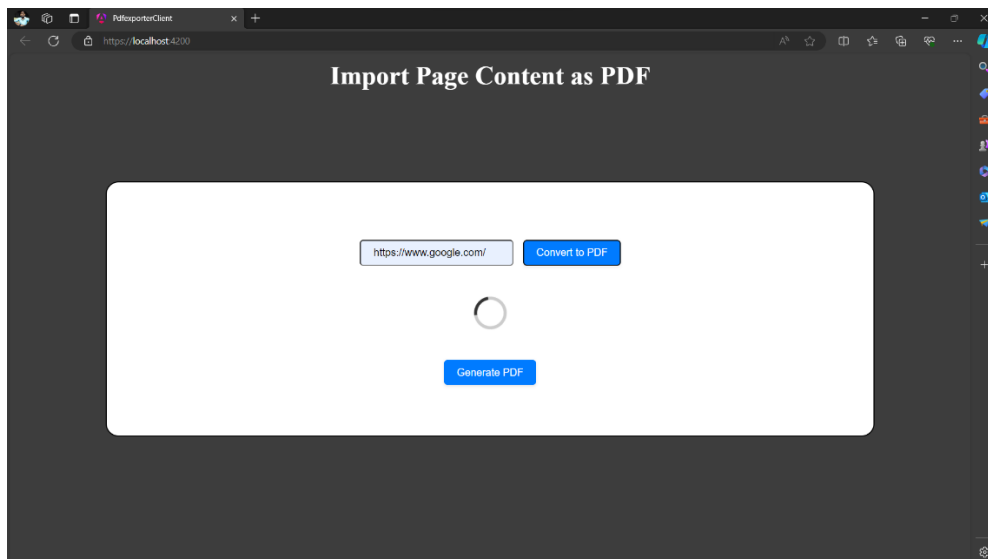 PdfexporterClient
https://localhost:4200
Import Page Content as PDF
https://www.google.com/
Convert to PDF
Generate PDF